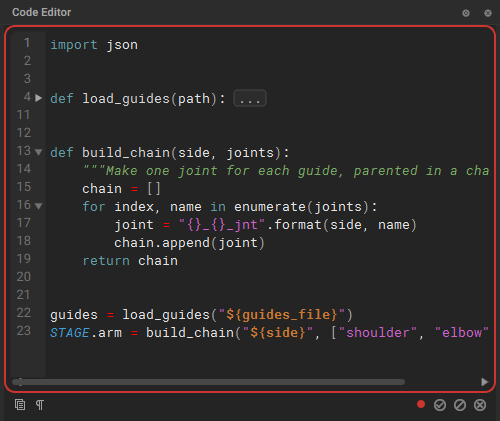 Code Editor
1 import json
2
3
4 def load_guides(path): ...
11
12
13 def build_chain(side, joints):
14 """Make one joint for each guide, parented in a cha
15 chain = []
16 for index, name in enumerate(joints):
17 joint = "{}_{}_jnt".format(side, name)
18 chain.append(joint)
19 return chain
20
21
22 guides = load_guides("${guides_file}")
23 STAGE.arm = build_chain("${side}", ["shoulder", "elbow"